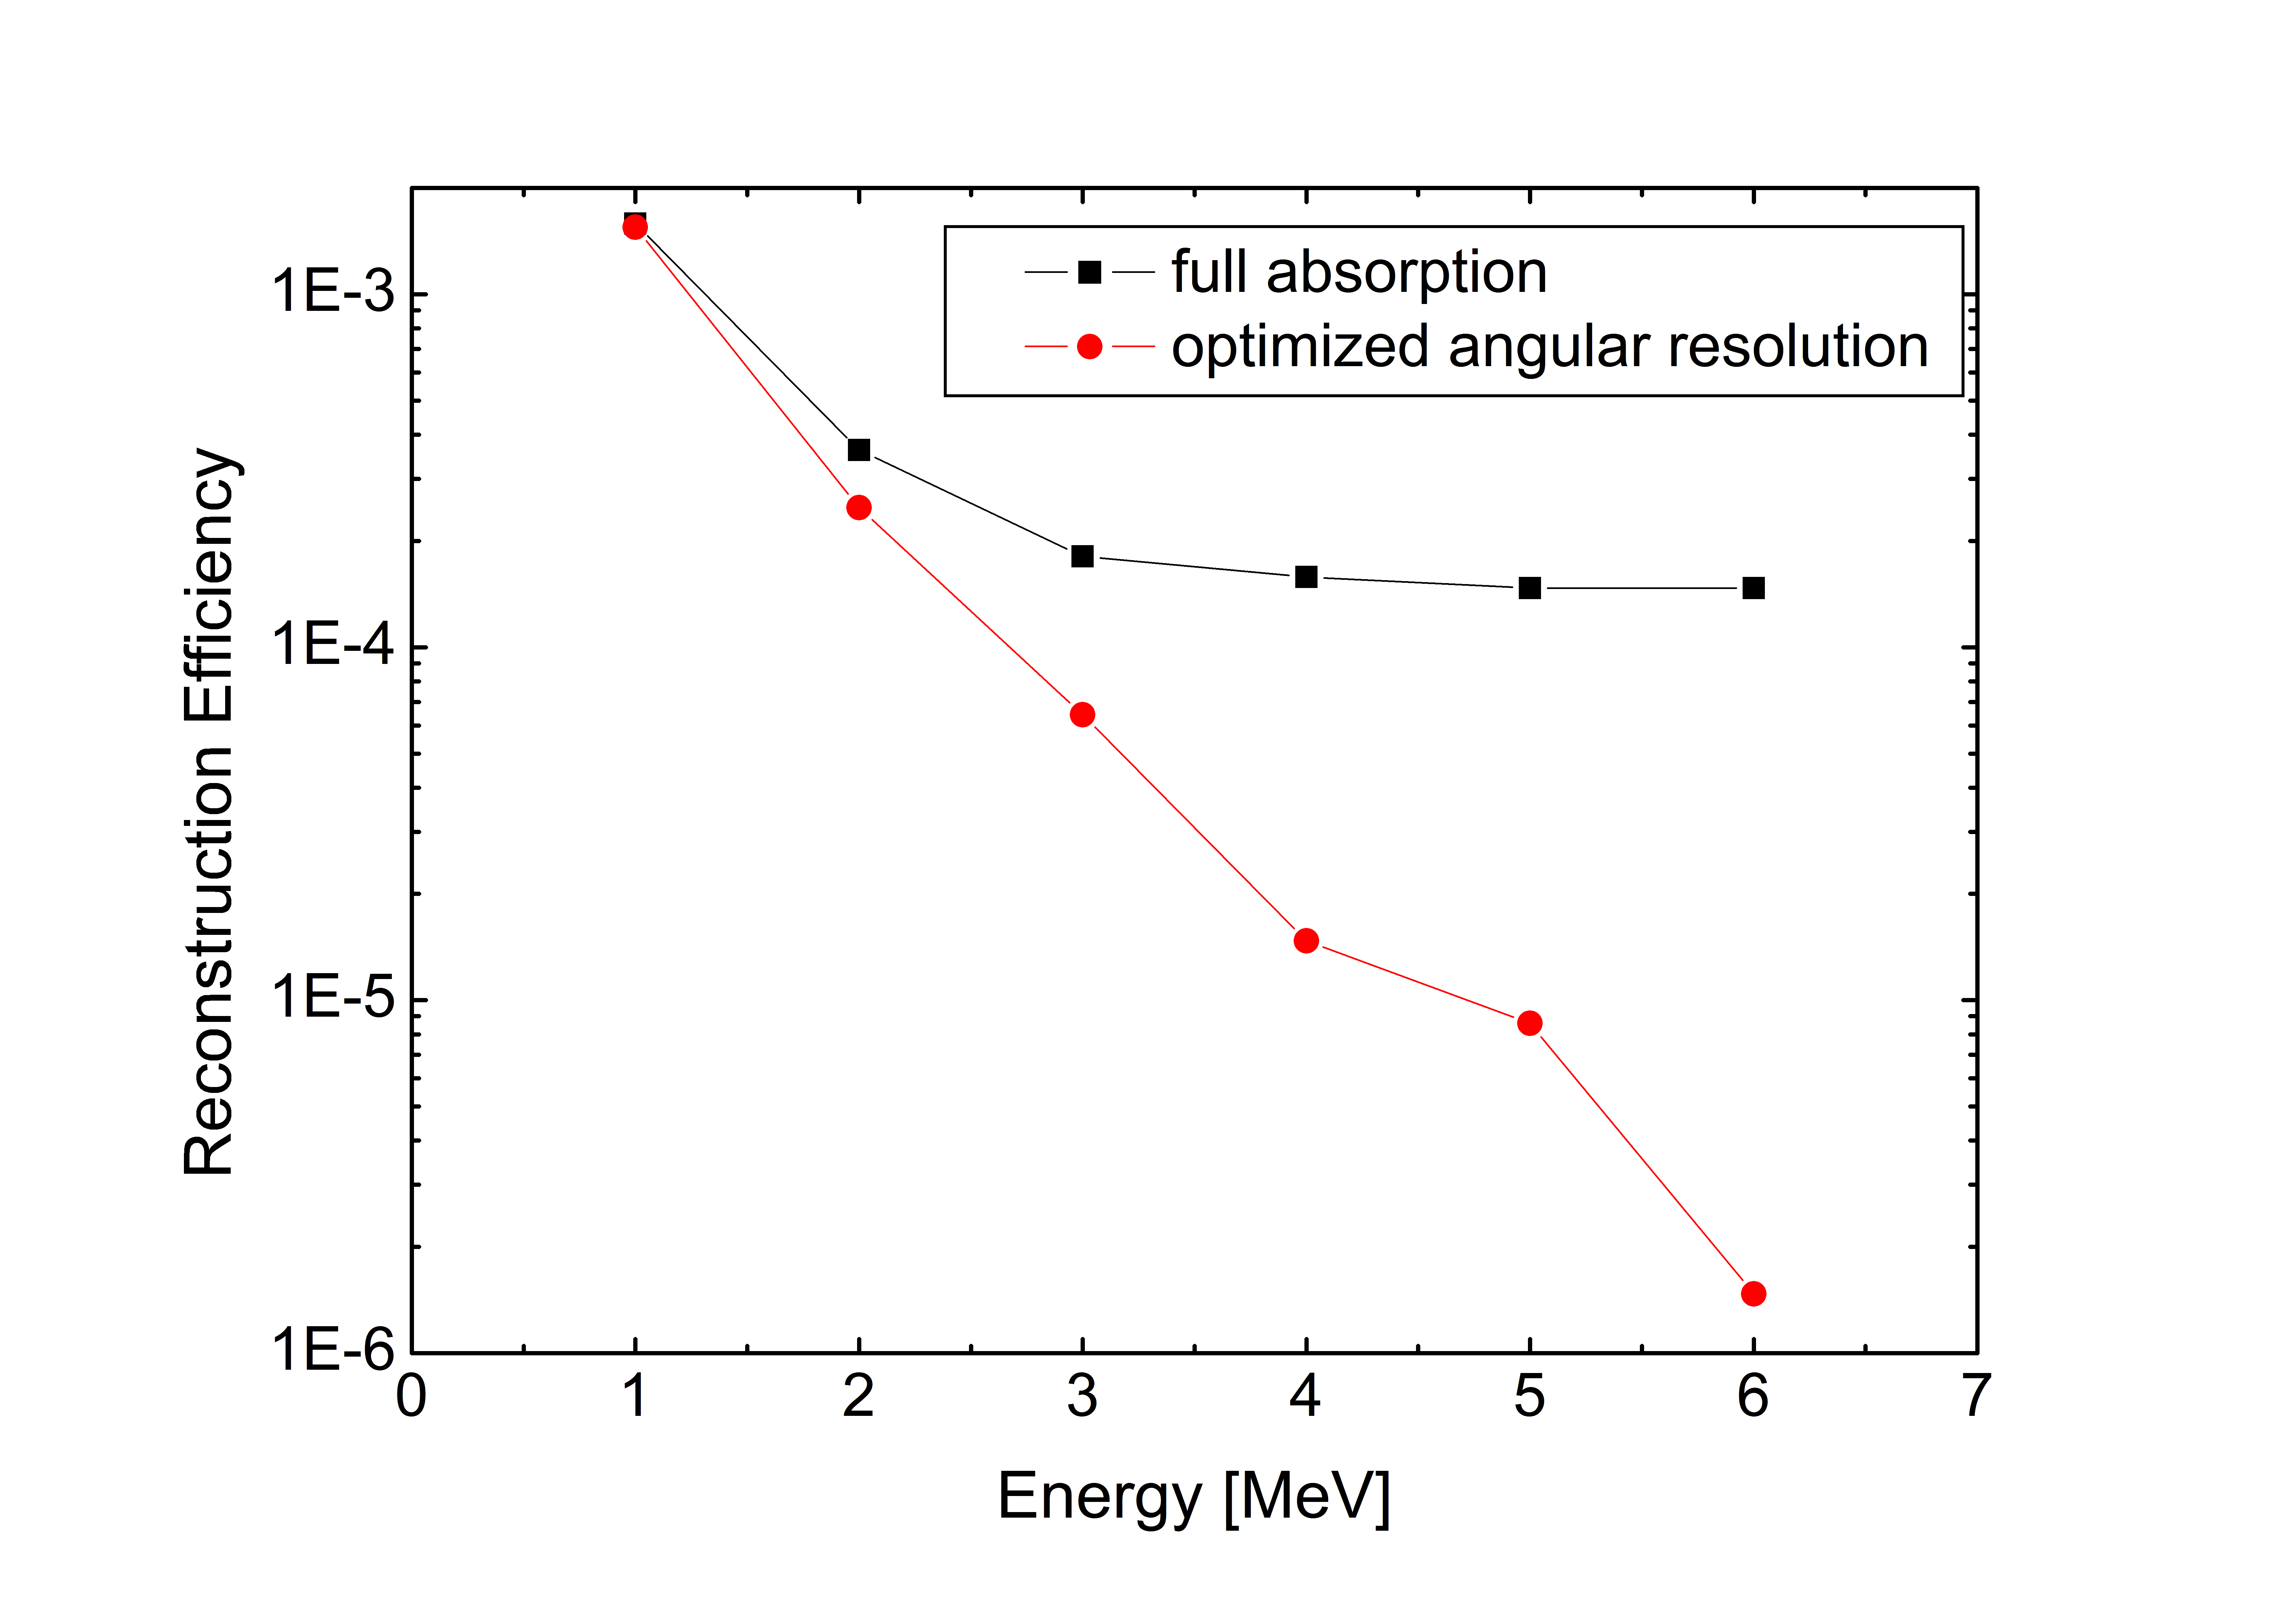 full absorption
optimized angular resolution
1E-3
1E-4
1E-5
1E-6
Reconstruction Efficiency
0 1 2 3 4 5 6 7
Energy [MeV]